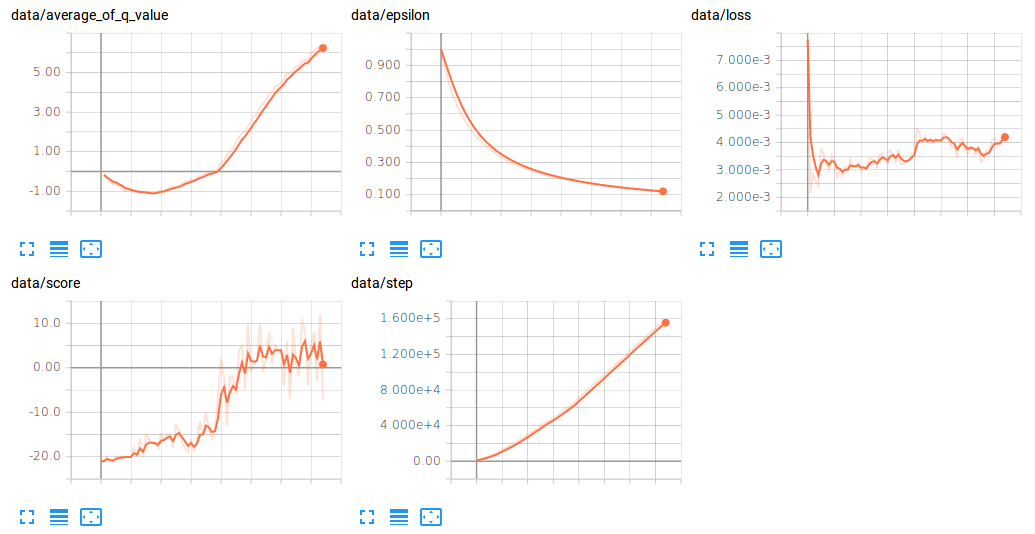 data/average_of_q_value
5.00
3.00
1.00
-1.00
data/epsilon
0.900
0.700
0.500
0.300
0.100
data/loss
7.000e-3
6.000e-3
5.000e-3
4.000e-3
3.000e-3
2.000e-3
data/score
10.0
0.00
-10.0
-20.0
data/step
1.600e+5
1.200e+5
8.000e+4
4.000e+4
0.00